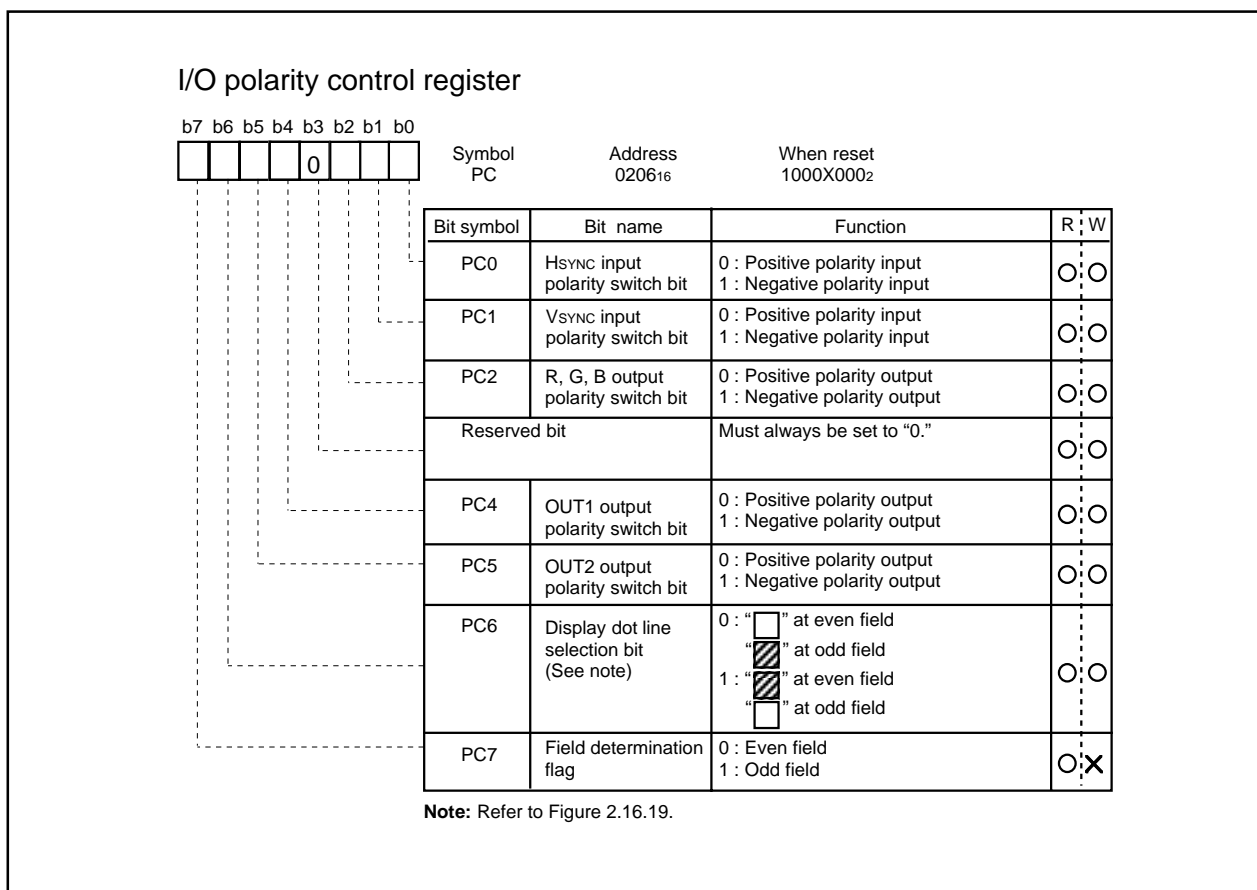 I/O polarity control register
b7 b6 b5 b4 b3 b2 b1 b0
0
Symbol Address When reset
PC 020616 1000X0002
Bit symbol Bit name Function R W
PC0 HSYNC input 0 : Positive polarity input
polarity switch bit 1 : Negative polarity input
PC1 VSYNC input 0 : Positive polarity input
polarity switch bit 1 : Negative polarity input
PC2 R, G, B output 0 : Positive polarity output
polarity switch bit 1 : Negative polarity output
Reserved bit Must always be set to “0.”
PC4 OUT1 output 0 : Positive polarity output
polarity switch bit 1 : Negative polarity output
PC5 OUT2 output 0 : Positive polarity output
polarity switch bit 1 : Negative polarity output
PC6 Display dot line 0 : “ ” at even field
selection bit “ ” at odd field
(See note) 1 : “ ” at even field
“ ” at odd field
PC7 Field determination 0 : Even field
flag 1 : Odd field
Note: Refer to Figure 2.16.19.